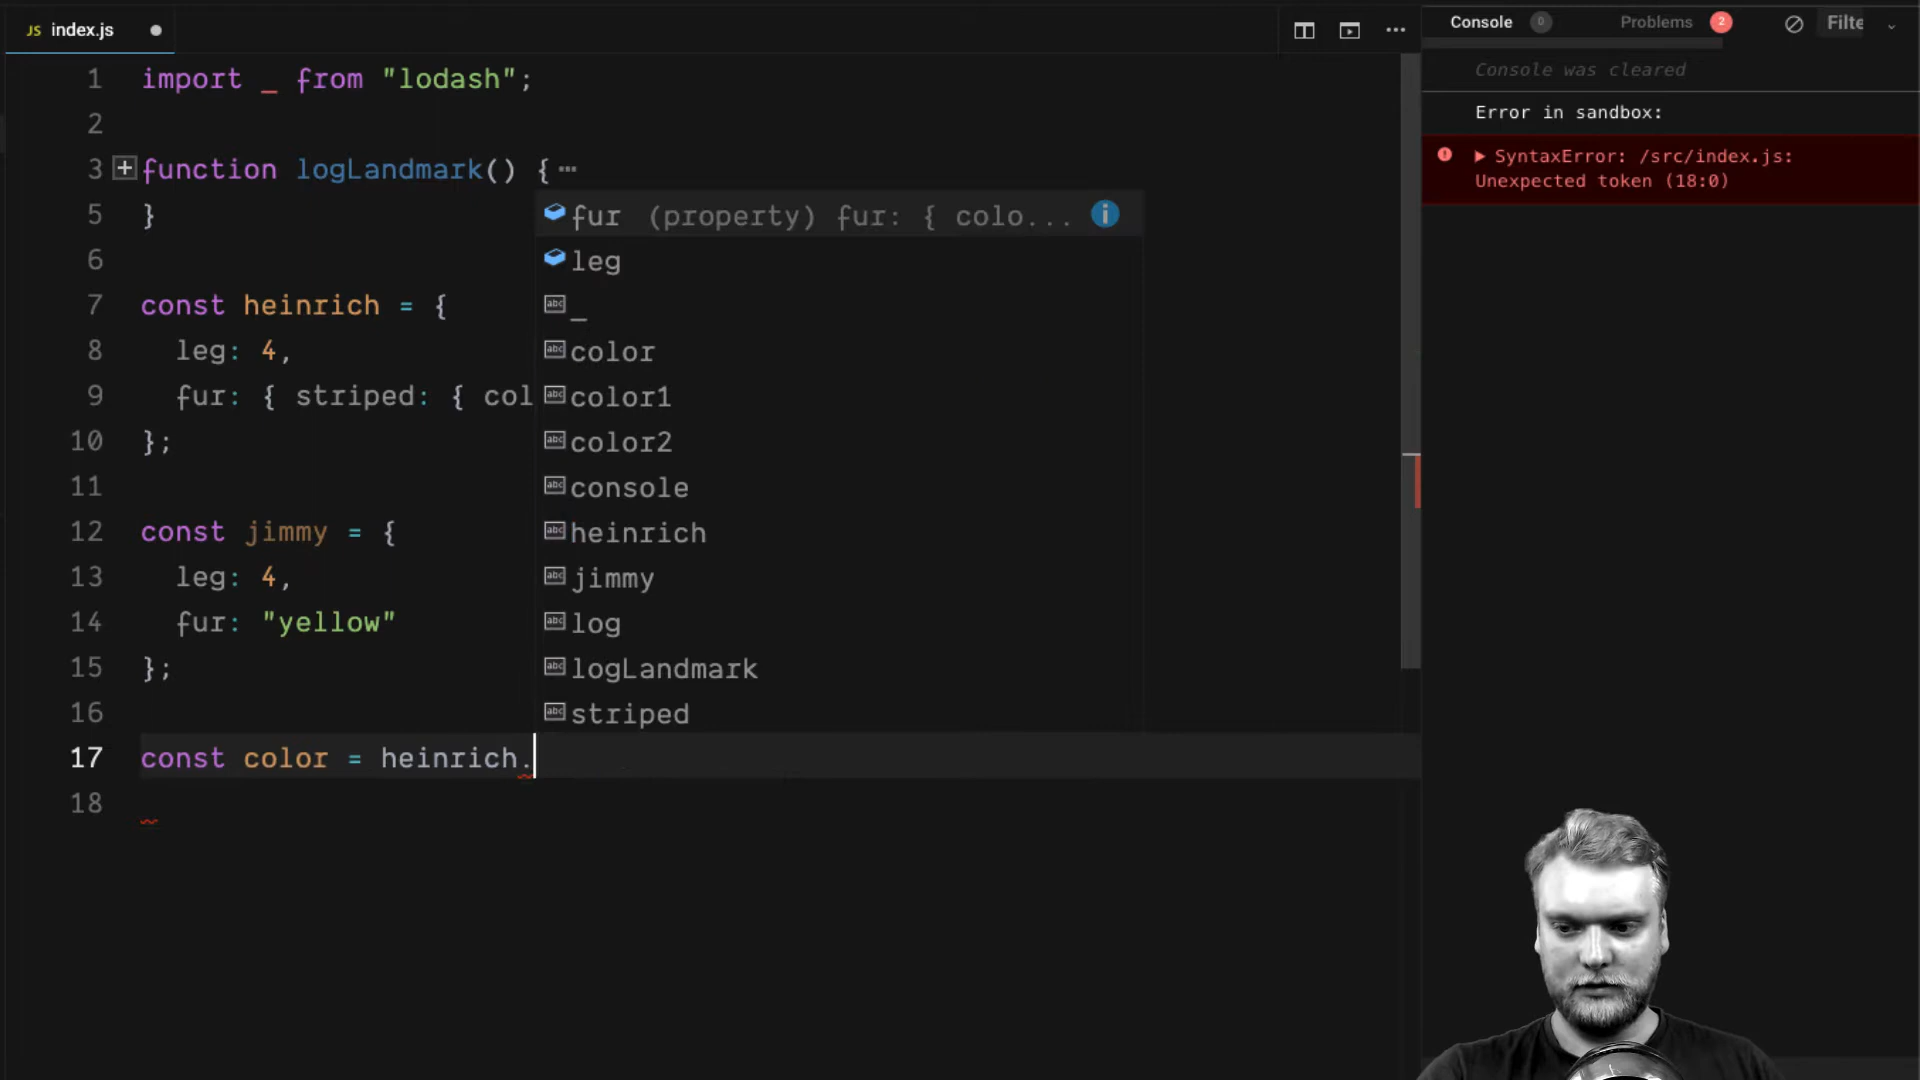 JS index.js
Console 0 Problems 2 Filte
1 import _ from "lodash";
Console was cleared
2
Error in sandbox:
3 function logLandmark() {
SyntaxError: /src/index.js:
Unexpected token (18:0)
5 }
fur (property) fur: { colo...
6
leg
7 const heinrich = {
_
8 leg: 4,
color
9 fur: { striped: { col
color1
10 };
color2
11
console
12 const jimmy = {
heinrich
13 leg: 4,
jimmy
14 fur: "yellow"
log
15 };
logLandmark
16
striped
17 const color = heinrich.
18